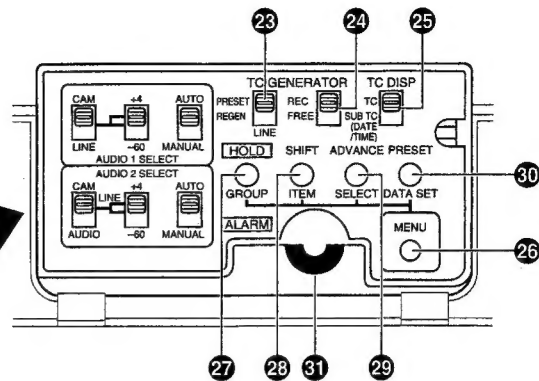 23 24 25
TC GENERATOR TC DISP
CAM +4 AUTO
PRESET REC TC
REGEN FREE SUB TC
LINE (DATE
/TIME)
LINE –60 MANUAL
AUDIO 1 SELECT
HOLD SHIFT ADVANCE PRESET
30
AUDIO 2 SELECT
CAM LINE +4 AUTO
GROUP ITEM SELECT DATA SET
AUDIO –60 MANUAL
ALARM
MENU
26
27 28 31 29